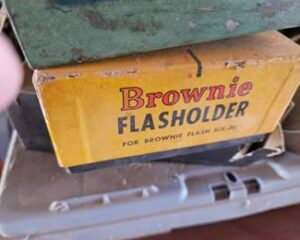 Brownie
FLASHOLDER
FOR BROWNIE FLASH SIX-20